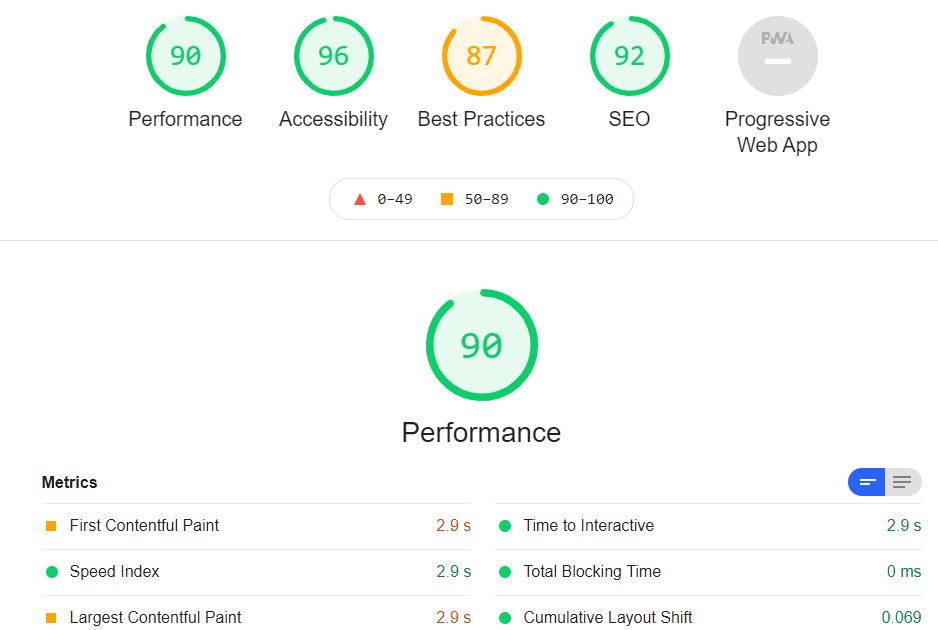 90 96 87 92 PWA
Performance Accessibility Best Practices SEO Progressive
Web App
0–49 50–89 90–100
90
Performance
Metrics
First Contentful Paint 2.9 s Time to Interactive 2.9 s
Speed Index 2.9 s Total Blocking Time 0 ms
Largest Contentful Paint 2.9 s Cumulative Layout Shift 0.069